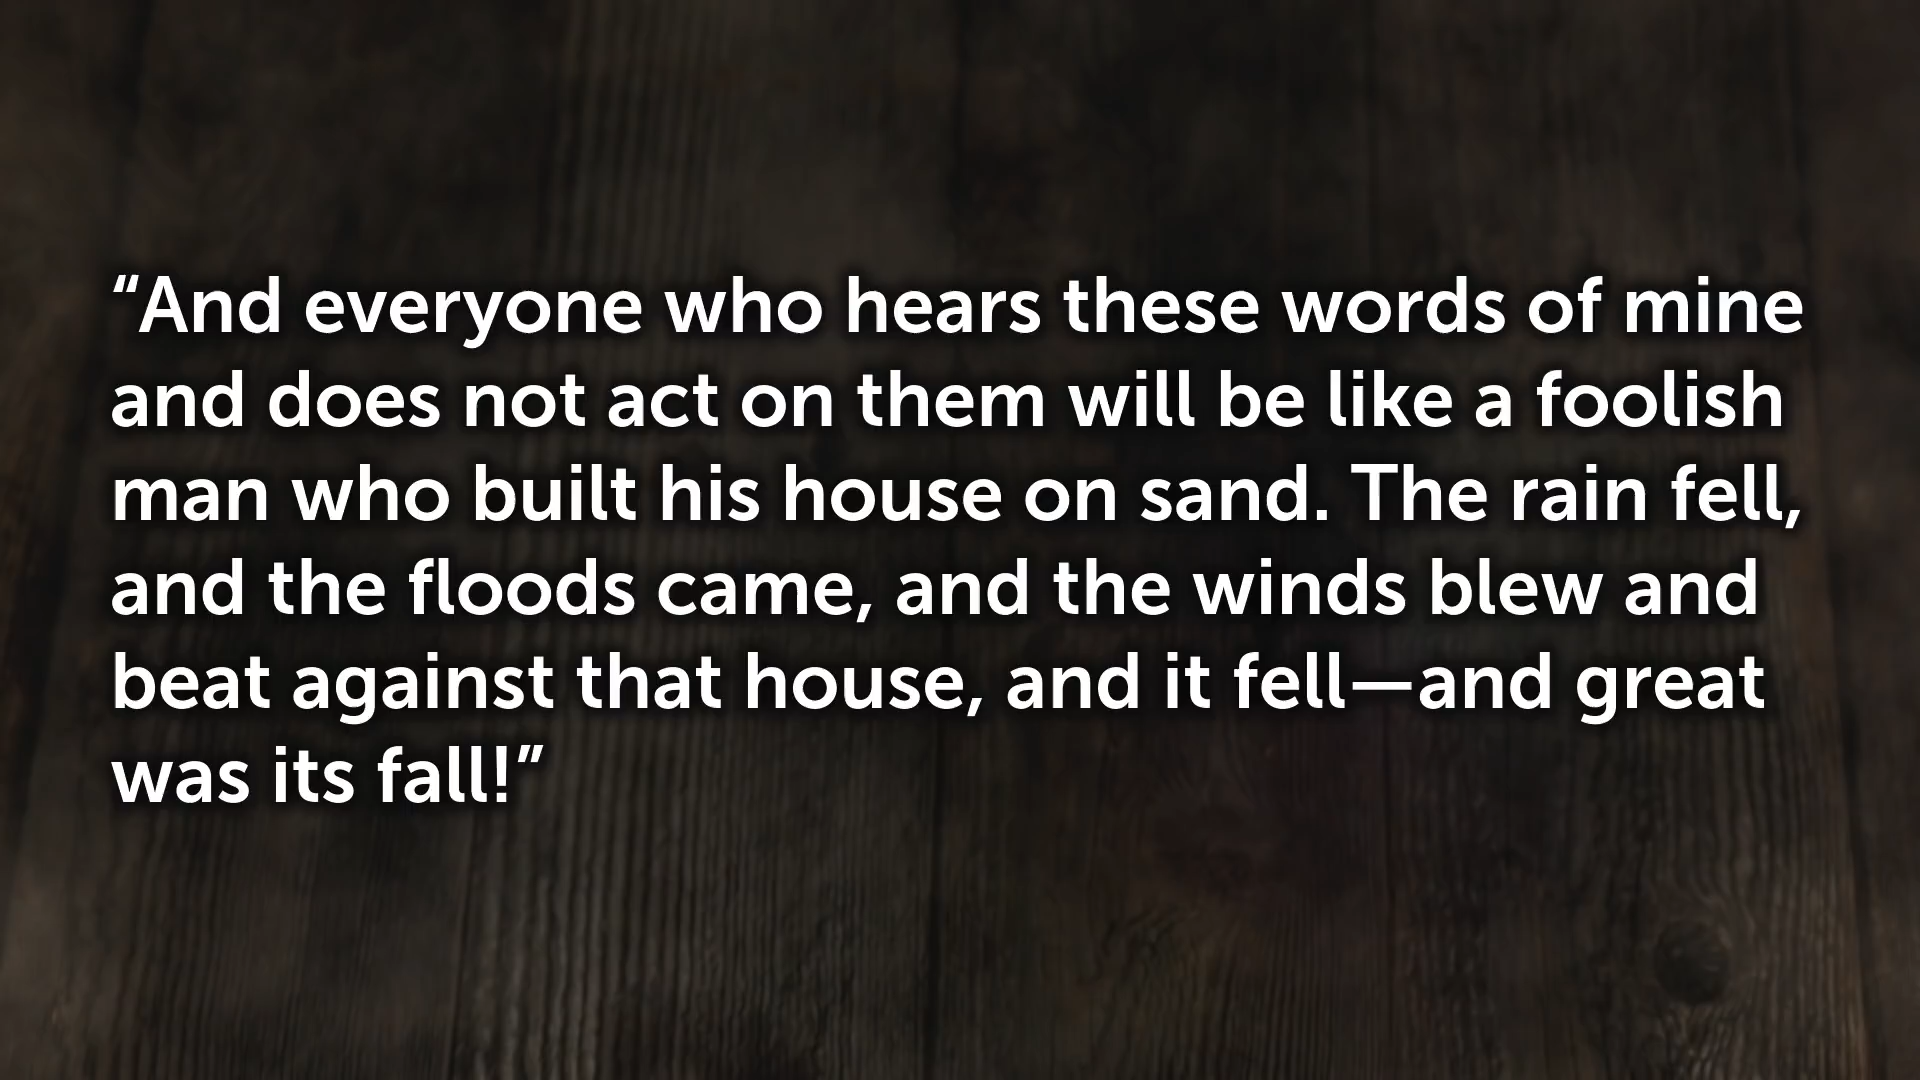 “And everyone who hears these words of mine
and does not act on them will be like a foolish
man who built his house on sand. The rain fell,
and the floods came, and the winds blew and
beat against that house, and it fell—and great
was its fall!”